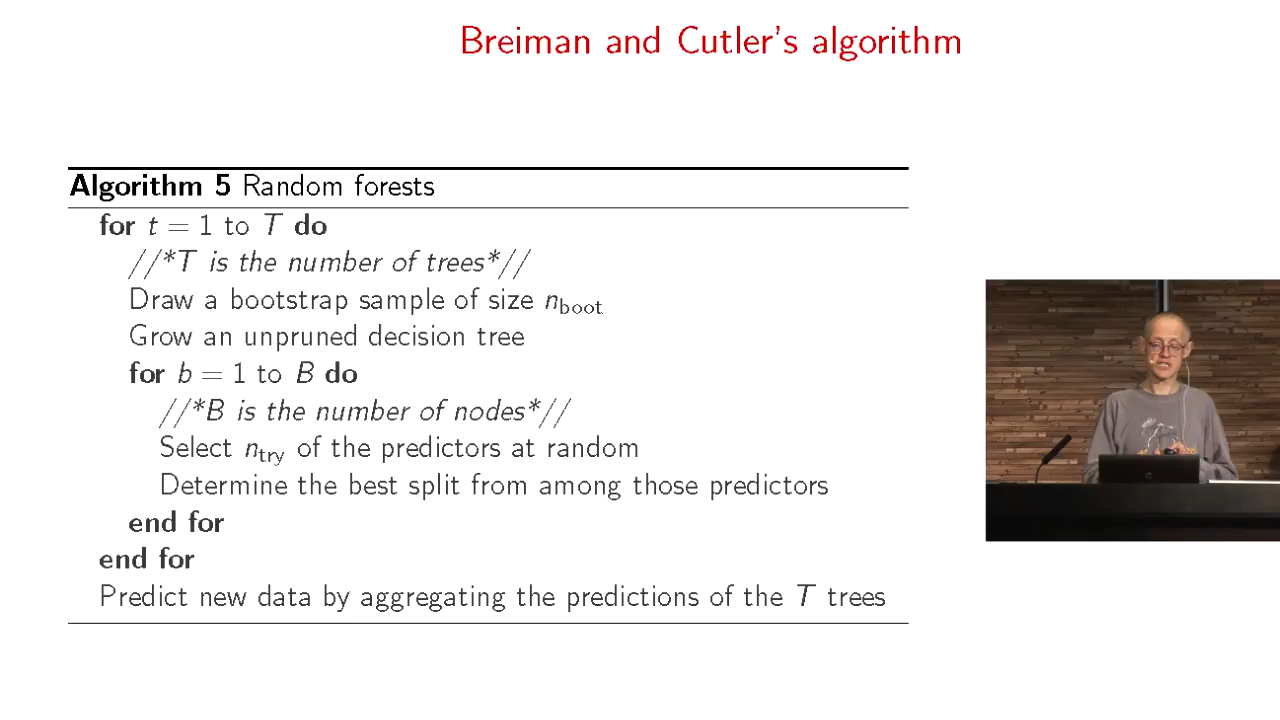 Breiman and Cutler's algorithm
Algorithm 5 Random forests
for t = 1 to T do
//*T is the number of trees*//
Draw a bootstrap sample of size n_boot
Grow an unpruned decision tree
for b = 1 to B do
//*B is the number of nodes*//
Select n_try of the predictors at random
Determine the best split from among those predictors
end for
end for
Predict new data by aggregating the predictions of the T trees